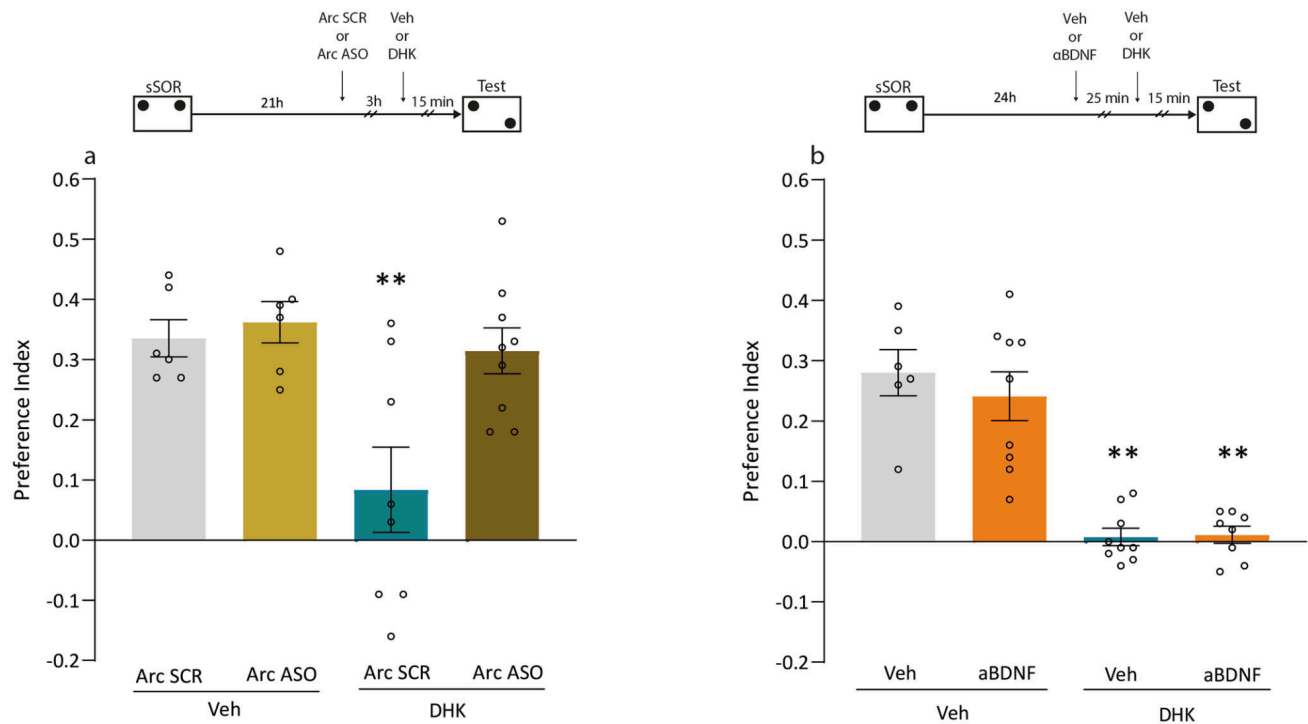 Arc SCR
or
Arc ASO
Veh
or
DHK
sSOR
21h
3h
15 min
Test
a
Preference Index
0.6
0.5
0.4
0.3
0.2
0.1
0.0
-0.1
-0.2
**
Arc SCR
Arc ASO
Arc SCR
Arc ASO
Veh
DHK
Veh
or
αBDNF
Veh
or
DHK
sSOR
24h
25 min
15 min
Test
b
Preference Index
0.6
0.5
0.4
0.3
0.2
0.1
0.0
-0.1
-0.2
**
**
Veh
aBDNF
Veh
aBDNF
Veh
DHK